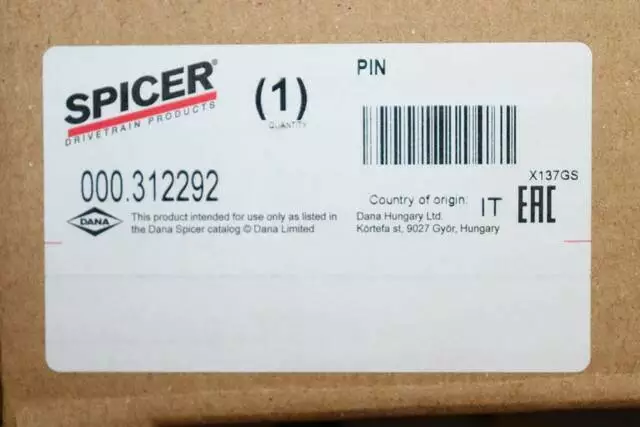 SPICER®
DRIVETRAIN PRODUCTS
(1)
QUANTITY
PIN
X137GS
000.312292
Country of origin: IT
EAC
DANA
This product intended for use only as listed in
the Dana Spicer catalog © Dana Limited
Dana Hungary Ltd.
Körtefa st, 9027 Győr, Hungary